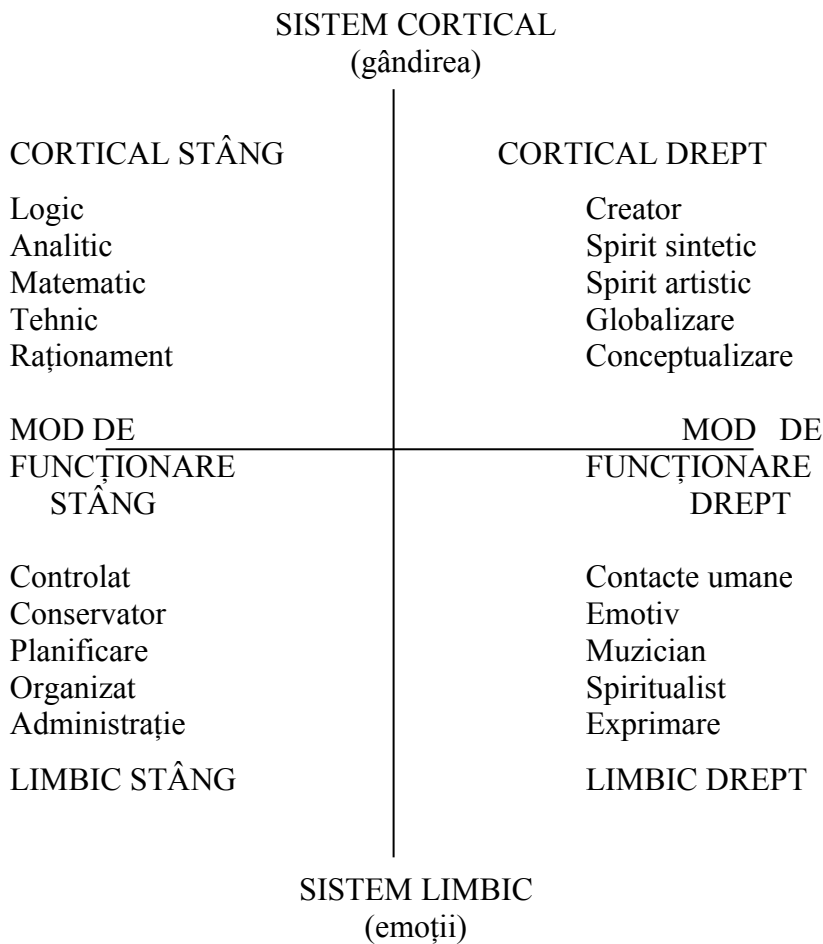 SISTEM CORTICAL
(gândirea)
CORTICAL STÂNG
Logic
Analitic
Matematic
Tehnic
Raționament
CORTICAL DREPT
Creator
Spirit sintetic
Spirit artistic
Globalizare
Conceptualizare
MOD DE
FUNCȚIONARE
STÂNG
MOD DE
FUNCȚIONARE
DREPT
Controlat
Conservator
Planificare
Organizat
Administrație
LIMBIC STÂNG
Contacte umane
Emotiv
Muzician
Spiritualist
Exprimare
LIMBIC DREPT
SISTEM LIMBIC
(emoții)